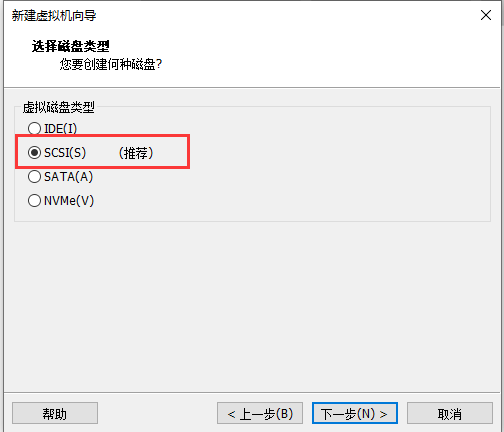 新建虚拟机向导
选择磁盘类型
您要创建何种磁盘?
虚拟磁盘类型
IDE(I)
SCSI(S) （推荐）
SATA(A)
NVMe(V)
帮助 < 上一步(B) 下一步(N) > 取消